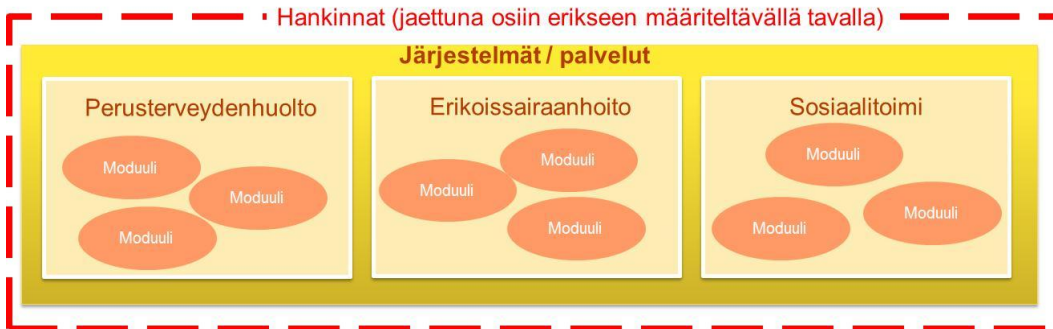 Hankinnat (jaettuna osiin erikseen määriteltävällä tavalla)
Järjestelmät / palvelut
Perusterveydenhuolto
Moduuli
Moduuli
Moduuli
Erikoissairaanhoito
Moduuli
Moduuli
Moduuli
Sosiaalitoimi
Moduuli
Moduuli
Moduuli